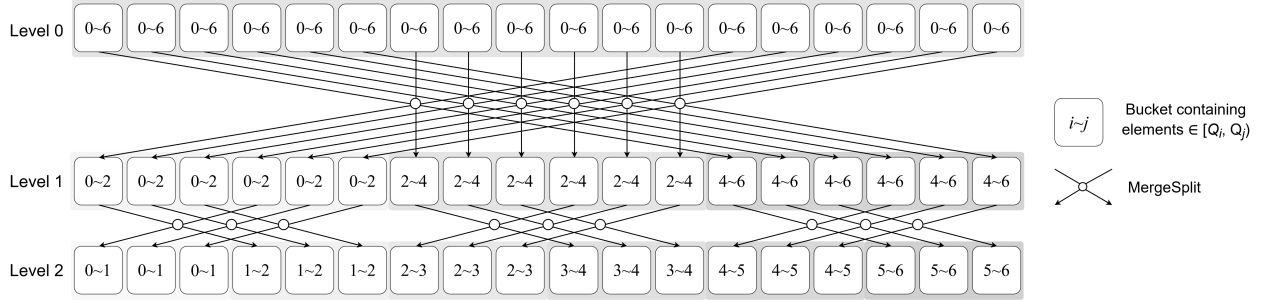 Level 0 0~6 0~6 0~6 0~6 0~6 0~6 0~6 0~6 0~6 0~6 0~6 0~6 0~6 0~6 0~6 0~6 0~6 0~6
i~j Bucket containing
elements ∈ [Qi, Qj)
Level 1 0~2 0~2 0~2 0~2 0~2 0~2 2~4 2~4 2~4 2~4 2~4 2~4 4~6 4~6 4~6 4~6 4~6 4~6
MergeSplit
Level 2 0~1 0~1 0~1 1~2 1~2 1~2 2~3 2~3 2~3 3~4 3~4 3~4 4~5 4~5 4~5 5~6 5~6 5~6